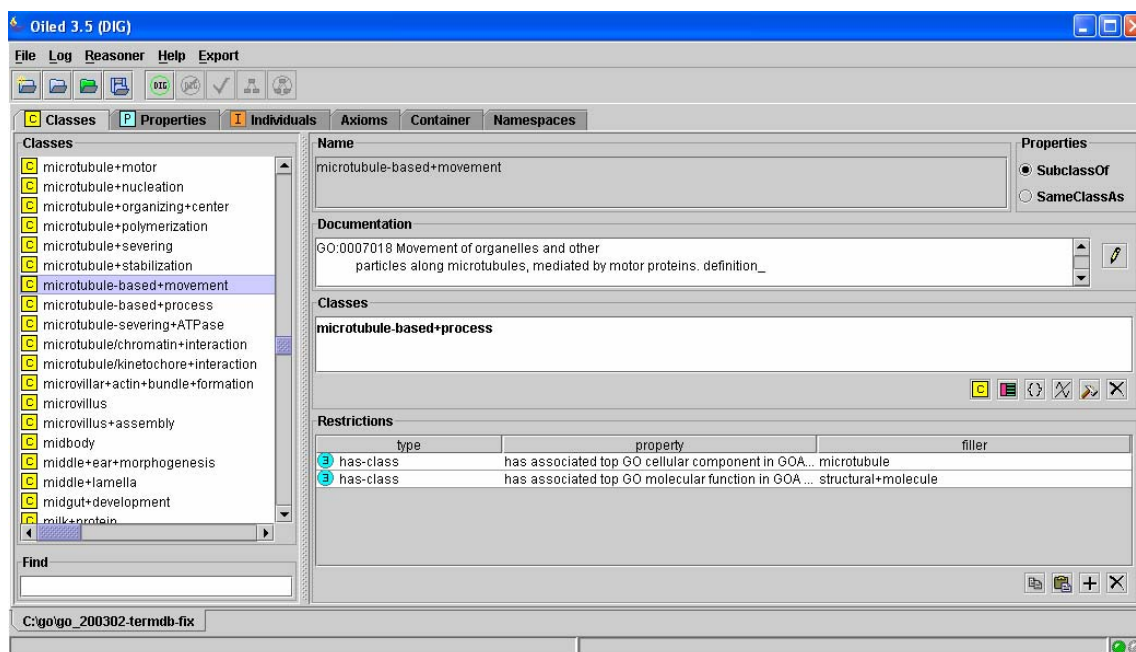 Oiled 3.5 (DIG)
File Log Reasoner Help Export
DIG DIG
C Classes P Properties I Individuals Axioms Container Namespaces
Classes
C microtubule+motor
C microtubule+nucleation
C microtubule+organizing+center
C microtubule+polymerization
C microtubule+severing
C microtubule+stabilization
C microtubule-based+movement
C microtubule-based+process
C microtubule-severing+ATPase
C microtubule/chromatin+interaction
C microtubule/kinetochore+interaction
C microvillar+actin+bundle+formation
C microvillus
C microvillus+assembly
C midbody
C middle+ear+morphogenesis
C middle+lamella
C midgut+development
C milk+protein
Find
Name
microtubule-based+movement
Properties
SubclassOf
SameClassAs
Documentation
GO:0007018 Movement of organelles and other
particles along microtubules, mediated by motor proteins. definition_
Classes
microtubule-based+process
C {}
Restrictions
type property filler
∃ has-class has associated top GO cellular component in GOA... microtubule
∃ has-class has associated top GO molecular function in GOA ... structural+molecule
C:\go\go_200302-termdb-fix